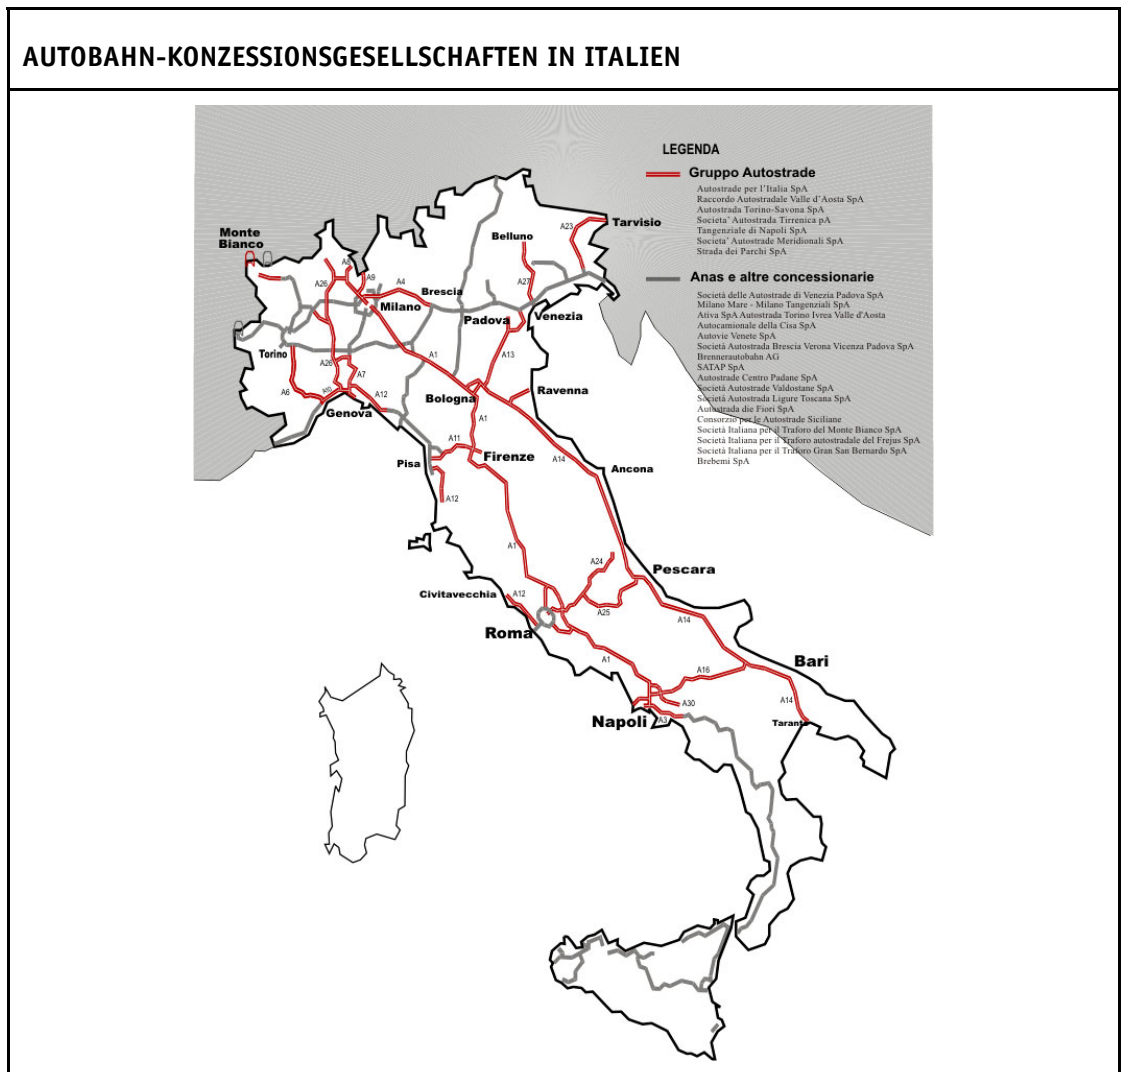 AUTOBAHN-KONZESSIONSGESELLSCHAFTEN IN ITALIEN
LEGENDA
Gruppo Autostrade
Autostrade per l'Italia SpA
Raccordo Autostradale Valle d'Aosta SpA
Autostrada Torino-Savona SpA
Societa' Autostrada Tirrenica pA
Tangenziale di Napoli SpA
Societa' Autostrade Meridionali SpA
Strada dei Parchi SpA
Anas e altre concessionarie
Società delle Autostrade di Venezia Padova SpA
Milano Mare - Milano Tangenziali SpA
Ativa SpA Autostrada Torino Ivrea Valle d'Aosta
Autocamionale della Cisa SpA
Autovie Venete SpA
Società Autostrada Brescia Verona Vicenza Padova SpA
Brennerautobahn AG
SATAP SpA
Autostrade Centro Padane SpA
Società Autostrade Valdostane SpA
Società Autostrada Ligure Toscana SpA
Autostrada die Fiori SpA
Consorzio per le Autostrade Siciliane
Società Italiana per il Traforo del Monte Bianco SpA
Società Italiana per il Traforo autostradale del Frejus SpA
Società Italiana per il Traforo Gran San Bernardo SpA
Brebemi SpA
Tarvisio
A23
Monte
Bianco
Belluno
A8
A9
A26
A4
A27
Brescia
Milano
Padova
Venezia
Torino
A1
A13
A26
A7
A6
A10
A12
Ravenna
Bologna
Genova
A1
A11
Firenze
A14
Pisa
Ancona
A12
A1
A24
Pescara
Civitavecchia
A12
A25
A14
Roma
A1
Bari
A16
A14
A30
Napoli
A3
Taranto